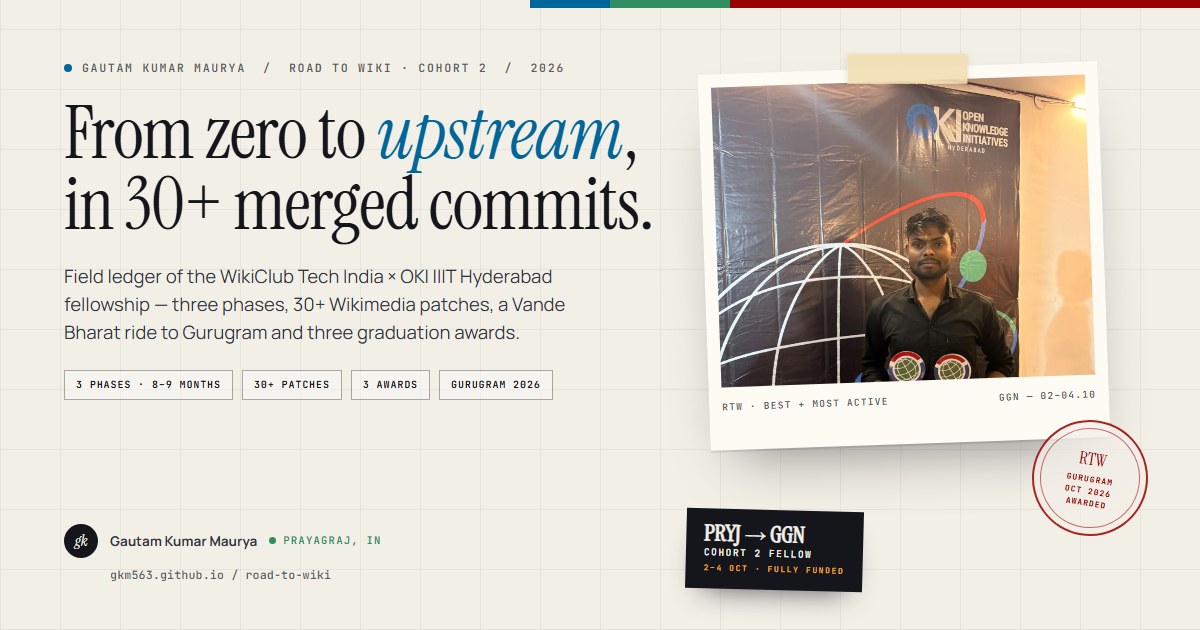 GAUTAM KUMAR MAURYA / ROAD TO WIKI · COHORT 2 / 2026
From zero to upstream,
in 30+ merged commits.
Field ledger of the WikiClub Tech India × OKI IIIT Hyderabad
fellowship — three phases, 30+ Wikimedia patches, a Vande
Bharat ride to Gurugram and three graduation awards.
3 PHASES · 8–9 MONTHS
30+ PATCHES
3 AWARDS
GURUGRAM 2026
OKI OPEN
KNOWLEDGE
INITIATIVES
HYDERABAD
RTW · BEST + MOST ACTIVE
GGN — 02–04.10
RTW
GURUGRAM
OCT 2026
AWARDED
PRYJ → GGN
COHORT 2 FELLOW
2–4 OCT · FULLY FUNDED
gk
Gautam Kumar Maurya
PRAYAGRAJ, IN
gkm563.github.io / road-to-wiki